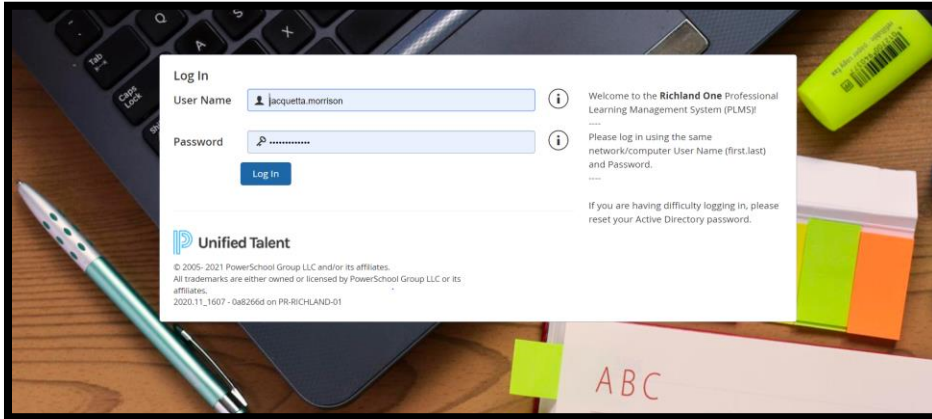 Log In
User Name
jacquetta.morrison
Password
•••••••••••••
Log In
Welcome to the Richland One Professional
Learning Management System (PLMS)!
----
Please log in using the same
network/computer User Name (first.last)
and Password.
----
If you are having difficulty logging in, please
reset your Active Directory password.
Unified Talent
© 2005- 2021 PowerSchool Group LLC and/or its affiliates.
All trademarks are either owned or licensed by PowerSchool Group LLC or its
affiliates.
2020.11_1607 - 0a8266d on PR-RICHLAND-01
Tab
Caps
Lock
Q
A
S
X
ABC